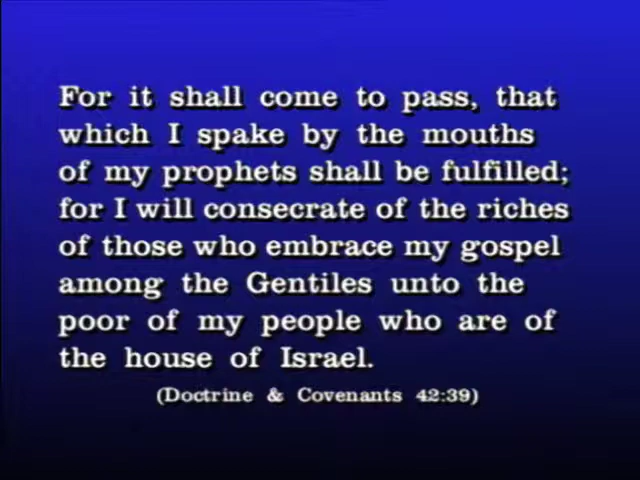 For it shall come to pass, that
which I spake by the mouths
of my prophets shall be fulfilled;
for I will consecrate of the riches
of those who embrace my gospel
among the Gentiles unto the
poor of my people who are of
the house of Israel.
(Doctrine & Covenants 42:39)